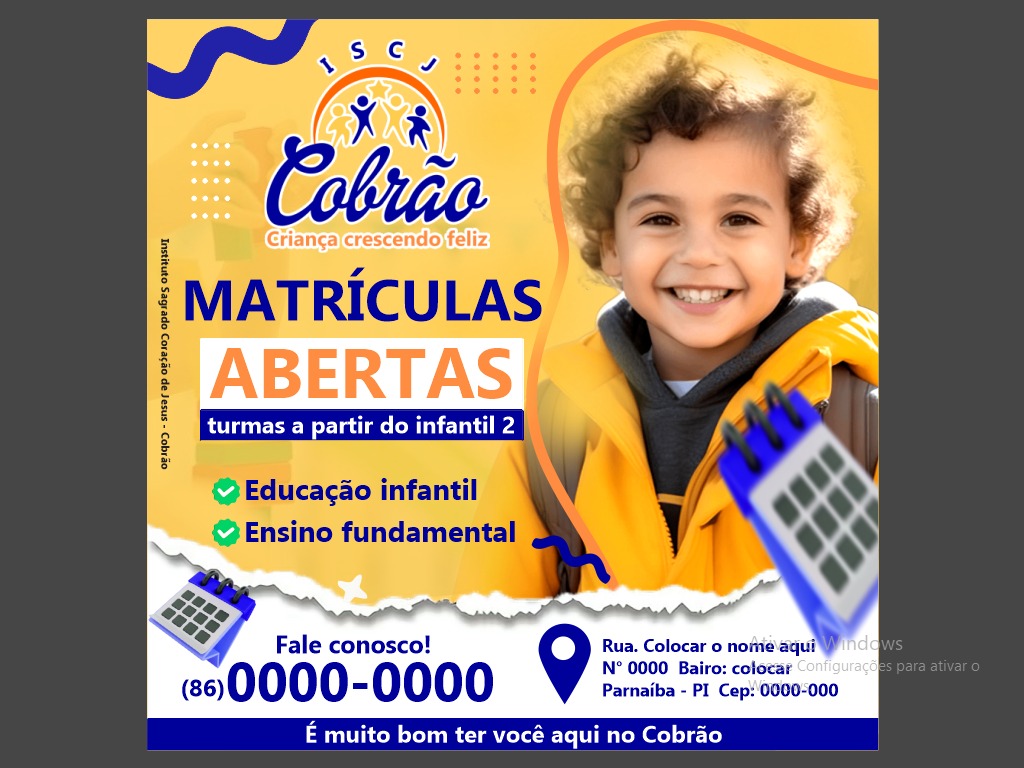 I S C J
Cobrão
Criança crescendo feliz
Instituto Sagrado Coração de Jesus - Cobrão
MATRÍCULAS
ABERTAS
turmas a partir do infantil 2
Educação infantil
Ensino fundamental
Fale conosco!
(86)0000-0000
Rua. Colocar o nome aqui
N° 0000 Bairo: colocar
Parnaíba - PI Cep: 0000-000
Ativar o Windows
Acesse Configurações para ativar o
Windows.
É muito bom ter você aqui no Cobrão